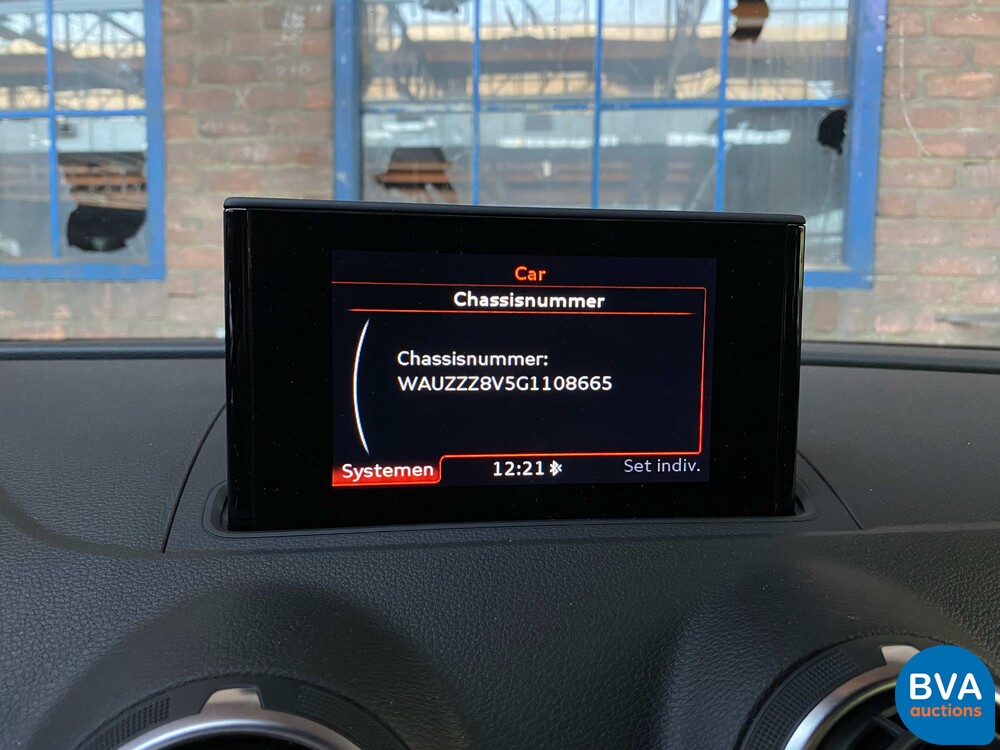 Car
Chassisnummer
Chassisnummer:
WAUZZZ8V5G1108665
Systemen
12:21
Set indiv.
BVA
auctions